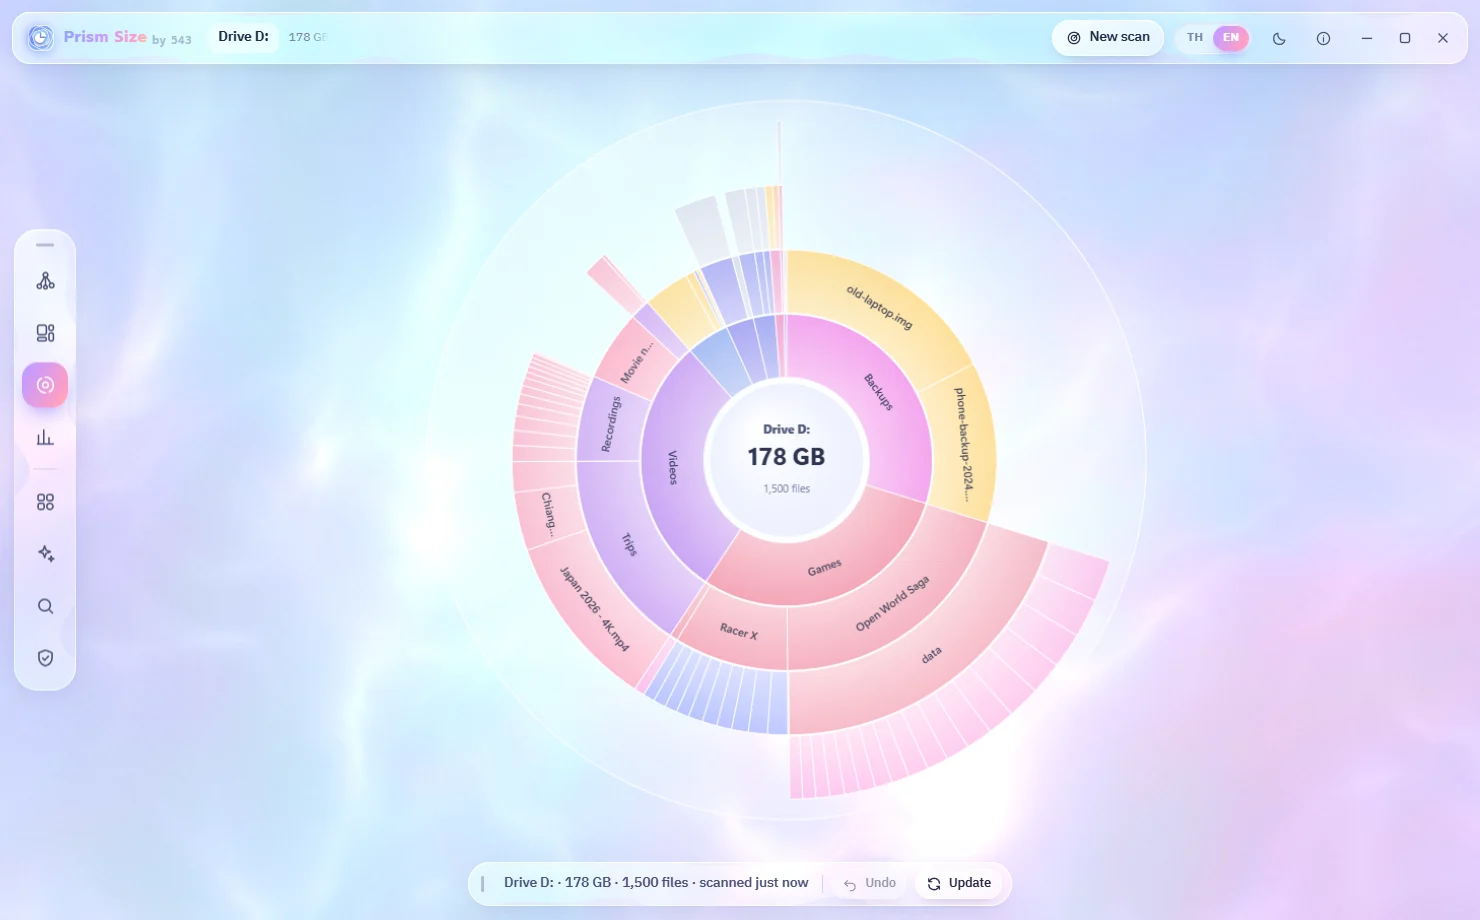 Prism Size by 543
Drive D:
178 GB
New scan
TH
EN
old-laptop.img
phone-backup-2024....
Backups
Movie n...
Recordings
Videos
Drive D:
178 GB
1,500 files
Chiang...
Trips
Games
Open World Saga
Japan 2026 - 4K.mp4
Racer X
data
Drive D: · 178 GB · 1,500 files · scanned just now
Undo
Update